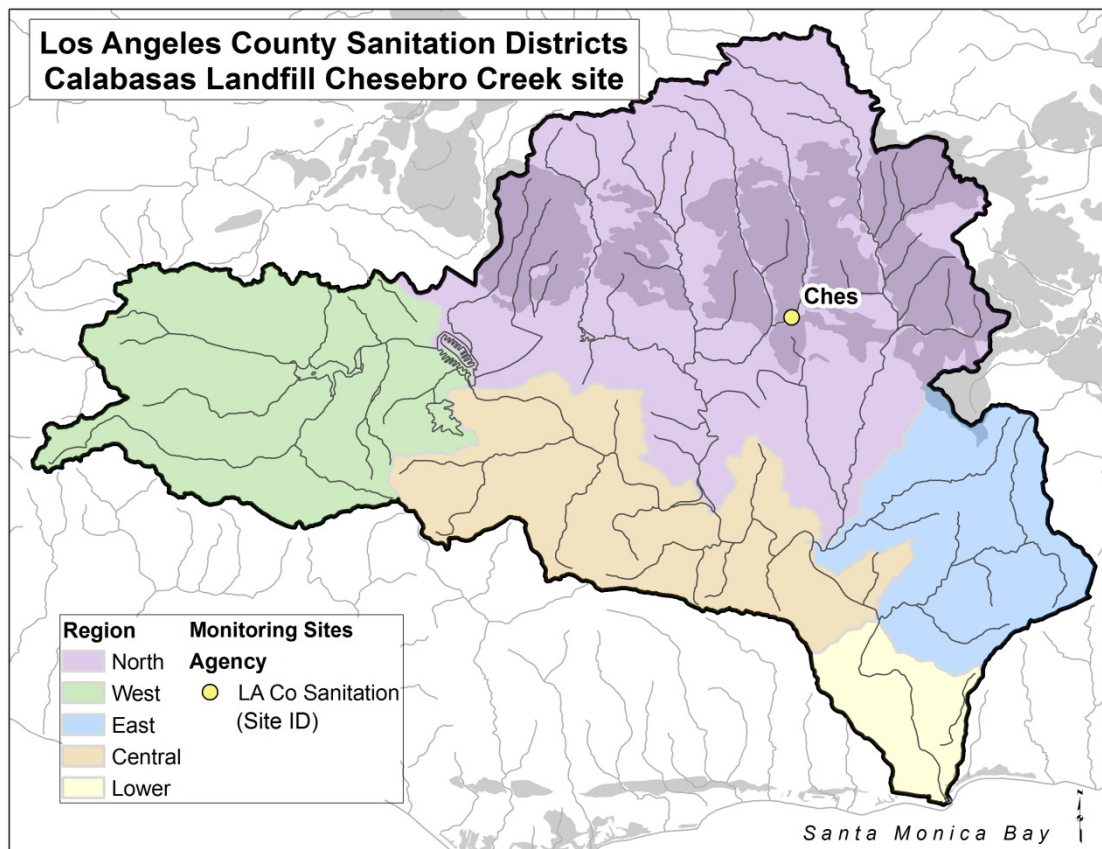 Los Angeles County Sanitation Districts
Calabasas Landfill Chesebro Creek site
Ches
Region
North
West
East
Central
Lower
Monitoring Sites
Agency
LA Co Sanitation
(Site ID)
N
Santa Monica Bay